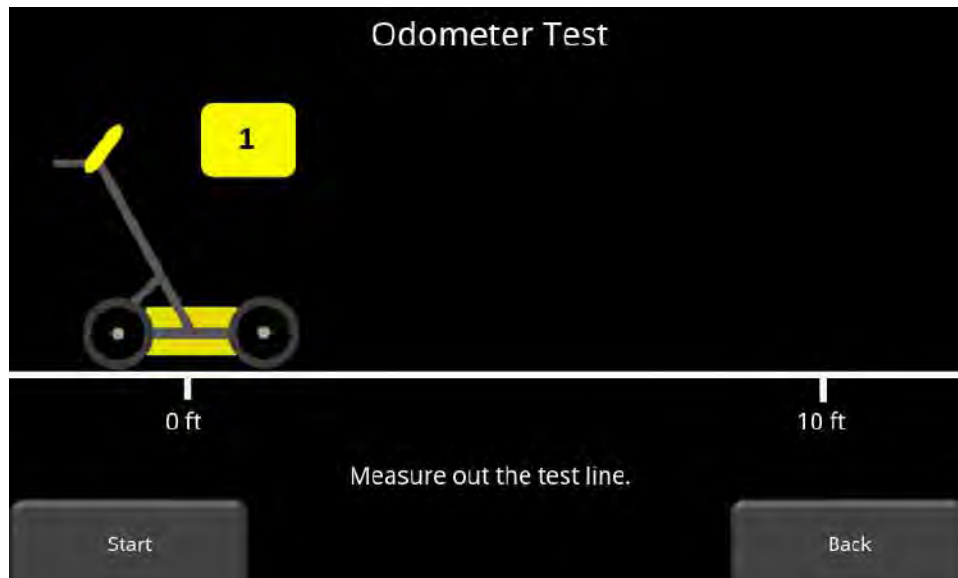 Odometer Test
1
0 ft
10 ft
Measure out the test line.
Start
Back